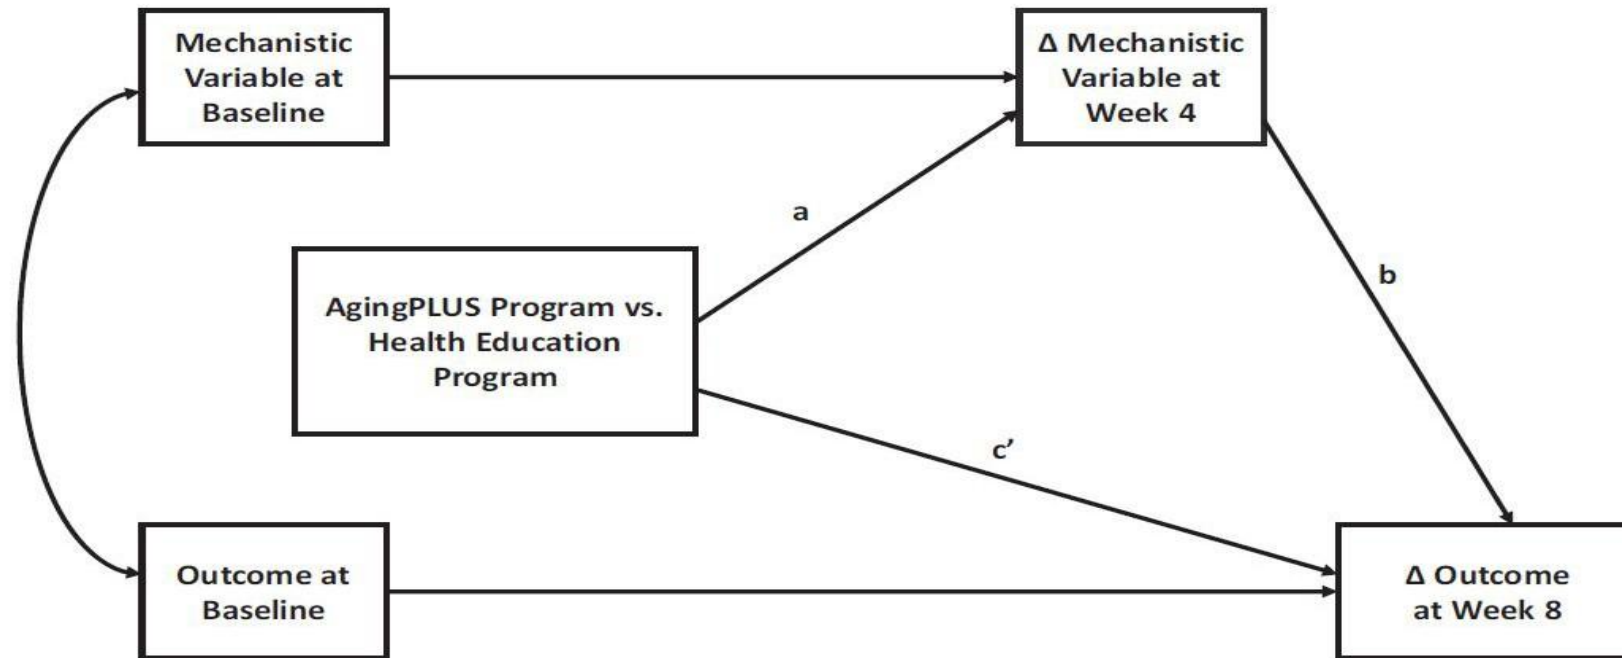 Mechanistic
Variable at
Baseline
Δ Mechanistic
Variable at
Week 4
a
AgingPLUS Program vs.
Health Education
Program
b
c’
Outcome at
Baseline
Δ Outcome
at Week 8